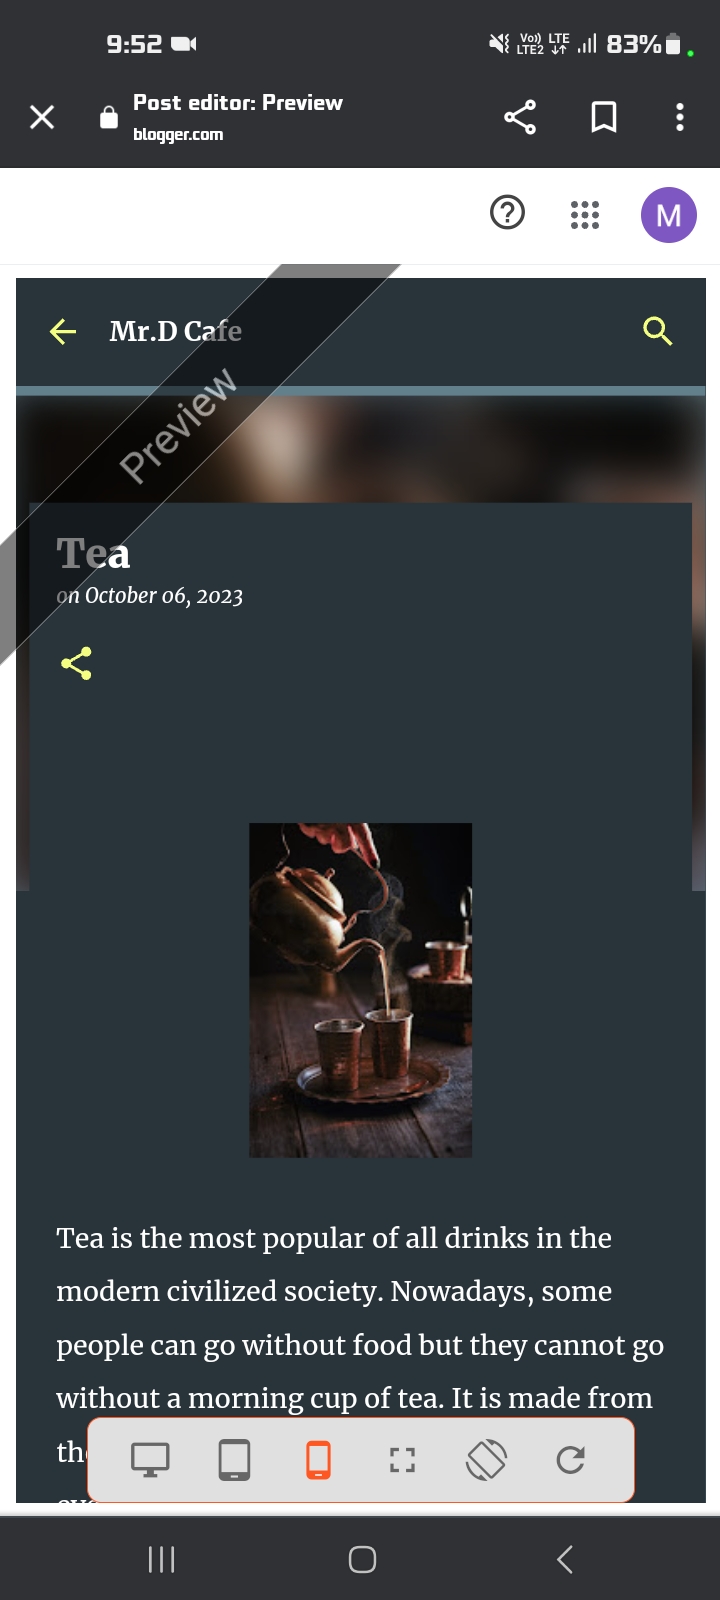 9:52
Vo)) LTE
LTE2
83%
Post editor: Preview
blogger.com
M
Mr.D Cafe
Preview
Tea
on October 06, 2023
Tea is the most popular of all drinks in the
modern civilized society. Nowadays, some
people can go without food but they cannot go
without a morning cup of tea. It is made from